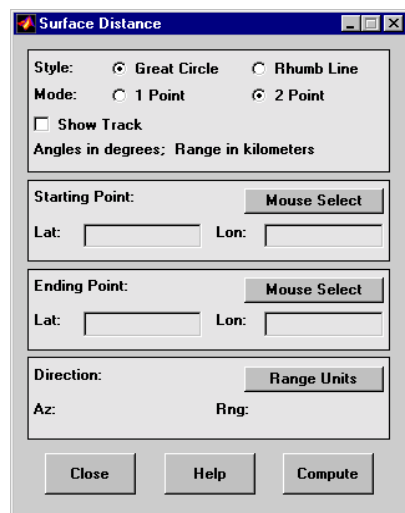 Surface Distance
Style: Great Circle Rhumb Line
Mode: 1 Point 2 Point
Show Track
Angles in degrees; Range in kilometers
Starting Point: Mouse Select
Lat: Lon:
Ending Point: Mouse Select
Lat: Lon:
Direction: Range Units
Az: Rng:
Close Help Compute